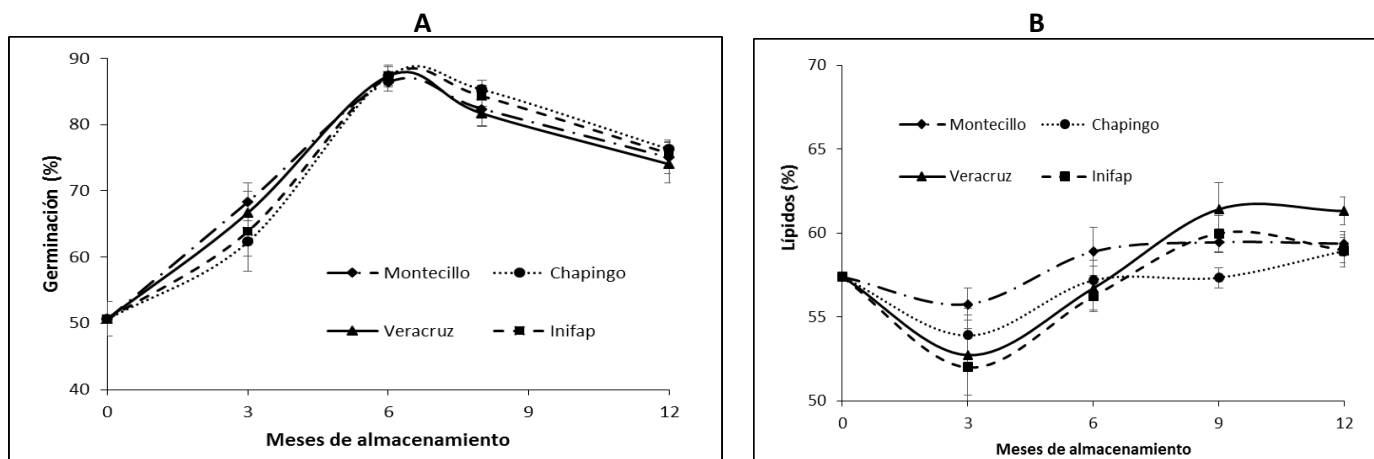 A
Germinación (%)
90
80
70
60
50
40
0 3 6 9 12
Meses de almacenamiento
Montecillo Chapingo
Veracruz Inifap
B
Lípidos (%)
70
65
60
55
50
0 3 6 9 12
Meses de almacenamiento
Montecillo Chapingo
Veracruz Inifap